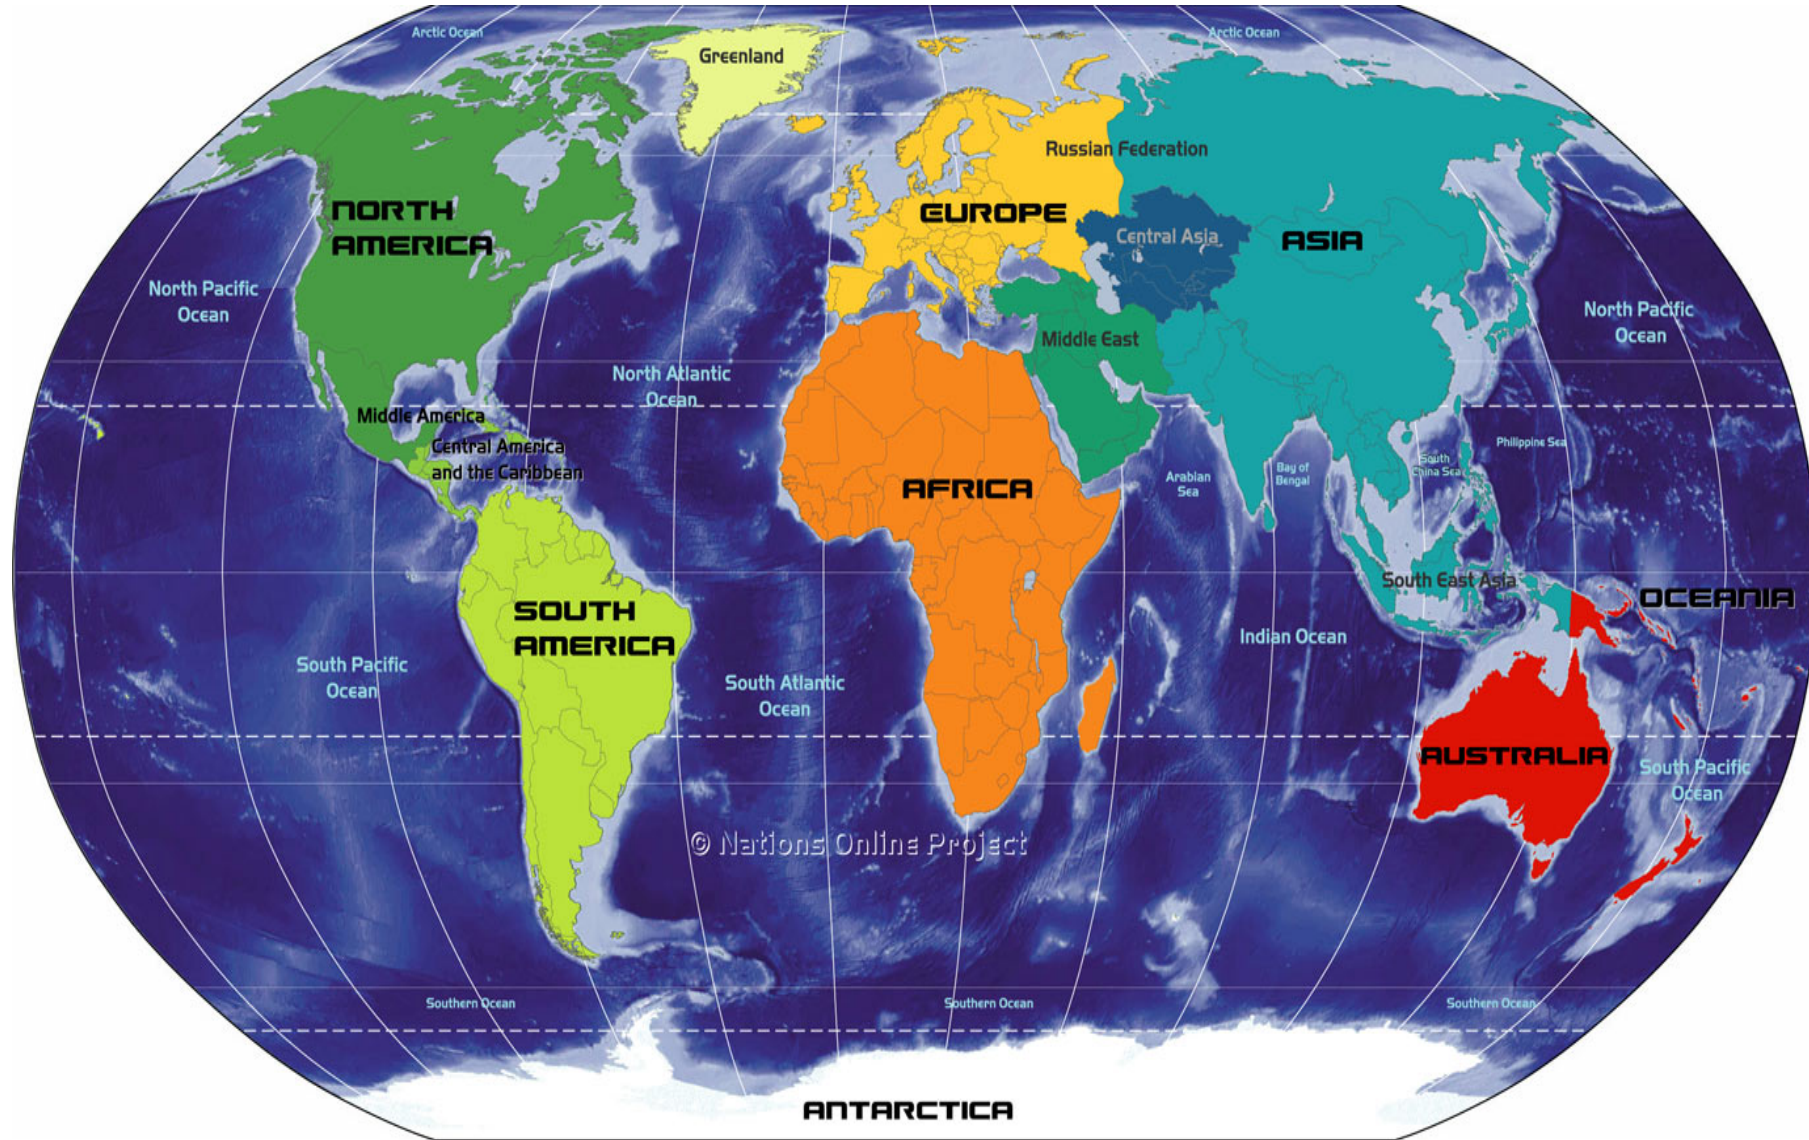 Arctic Ocean
Arctic Ocean
Greenland
Russian Federation
NORTH
AMERICA
EUROPE
Central Asia
ASIA
North Pacific
Ocean
North Pacific
Ocean
Middle East
North Atlantic
Ocean
Middle America
Central America
and the Caribbean
Philippine Sea
South
China Sea
Bay of
Bengal
Arabian
Sea
AFRICA
South East Asia
OCEANIA
SOUTH
AMERICA
Indian Ocean
South Pacific
Ocean
South Atlantic
Ocean
AUSTRALIA
South Pacific
Ocean
© Nations Online Project
Southern Ocean
Southern Ocean
Southern Ocean
ANTARCTICA